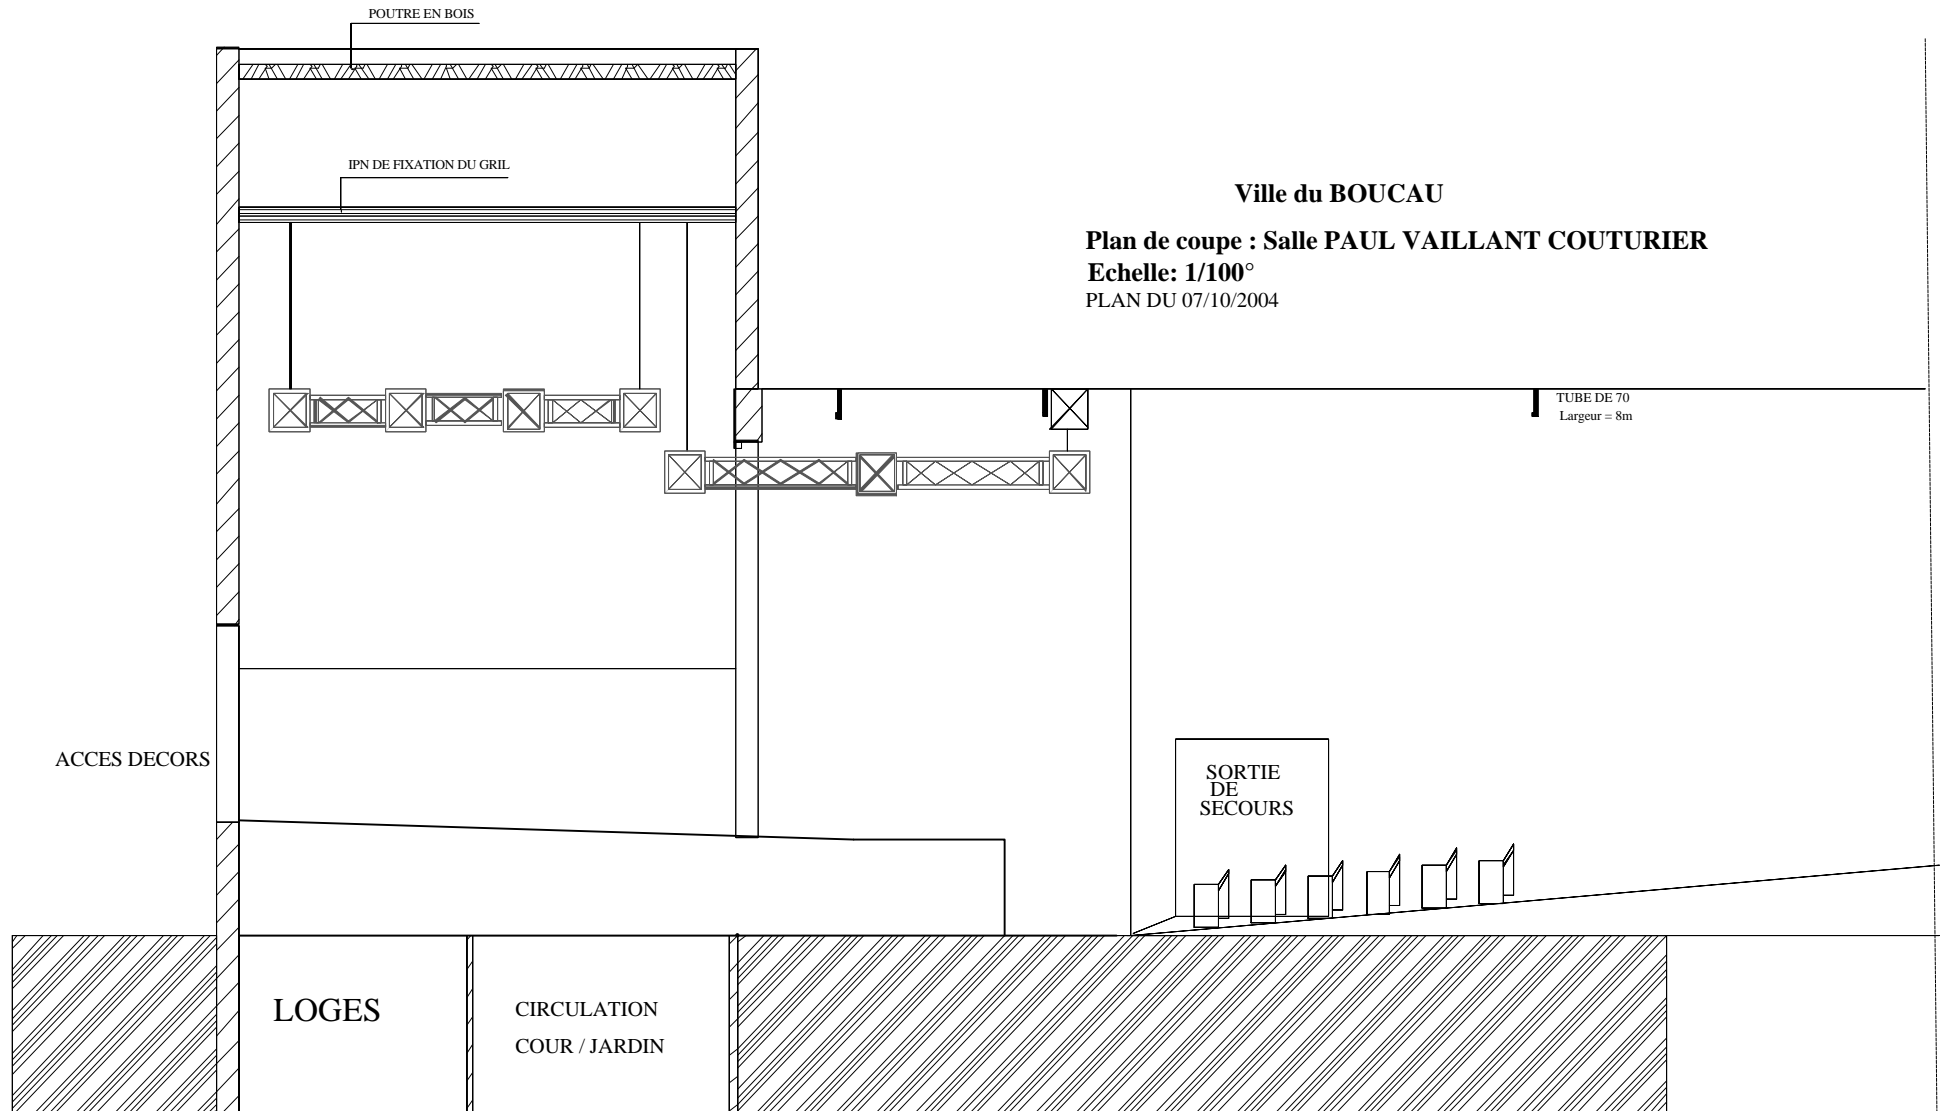 POUTRE EN BOIS
IPN DE FIXATION DU GRIL
Ville du BOUCAU
Plan de coupe : Salle PAUL VAILLANT COUTURIER
Echelle: 1/100°
PLAN DU 07/10/2004
TUBE DE 70
Largeur = 8m
ACCES DECORS
SORTIE
DE
SECOURS
LOGES
CIRCULATION
COUR / JARDIN